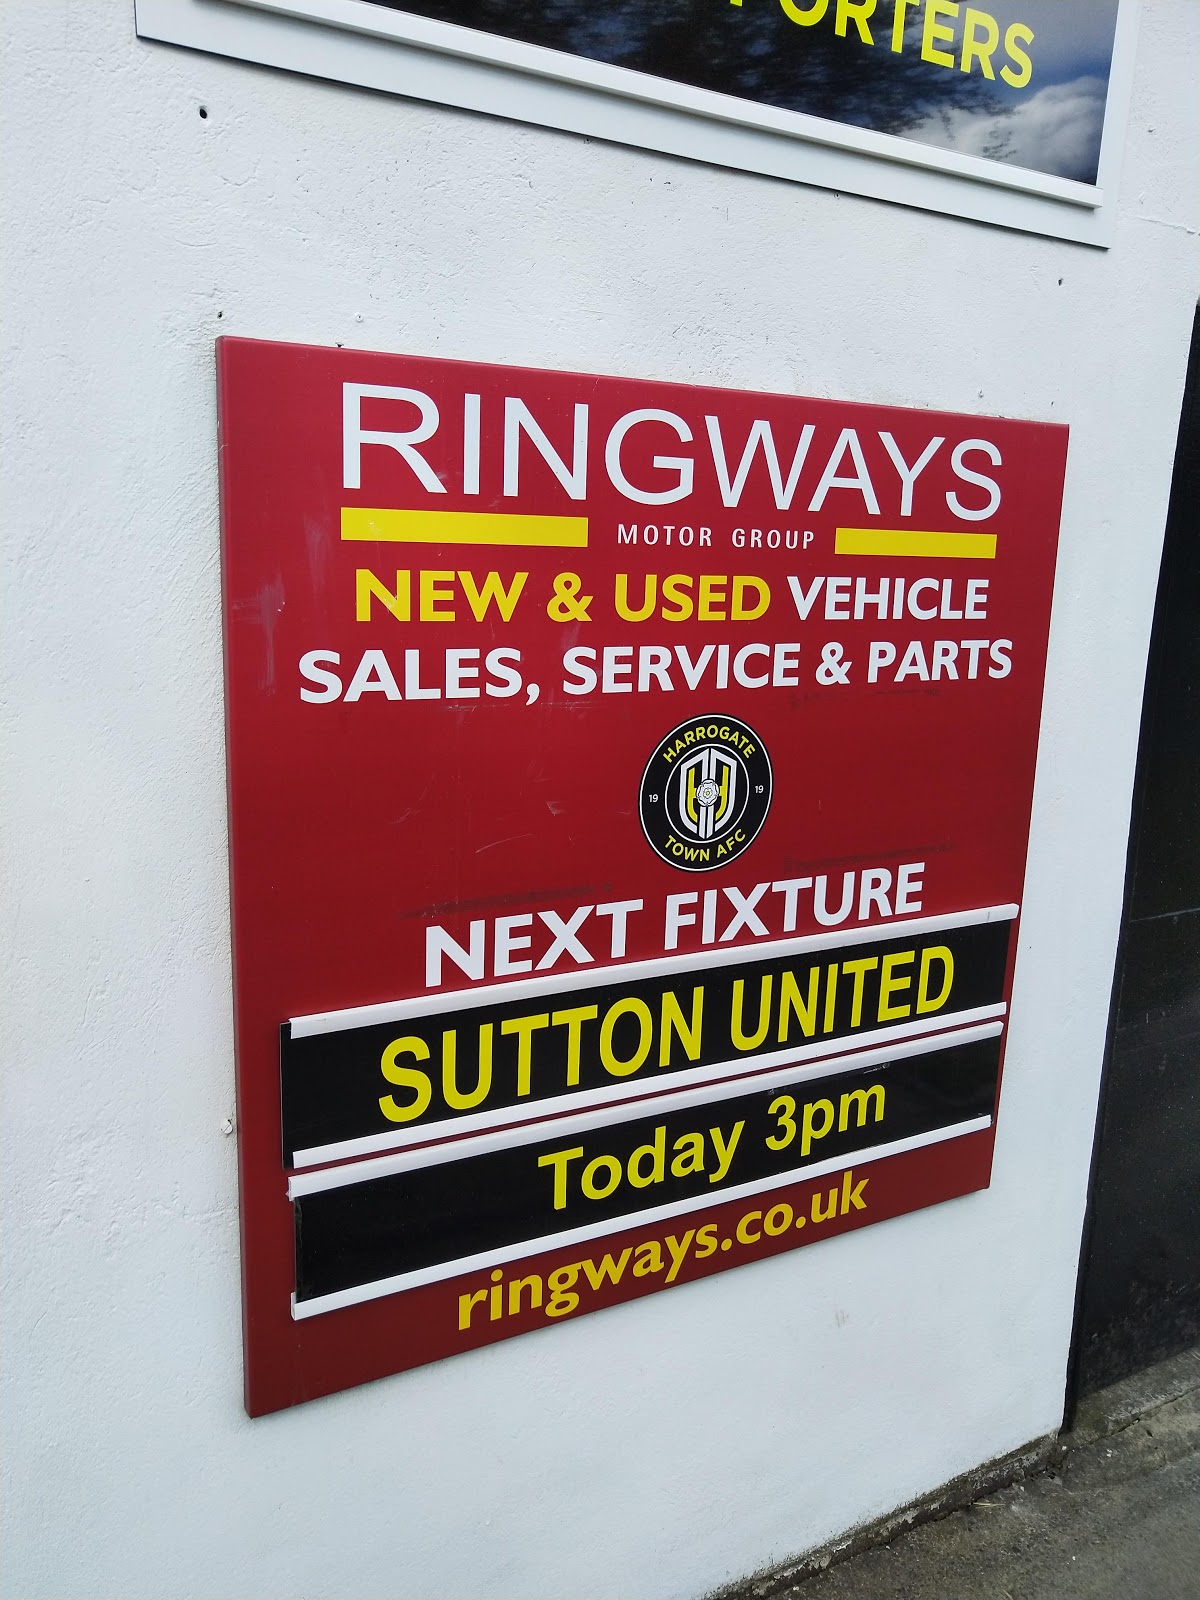 RINGWAYS
MOTOR GROUP
NEW & USED VEHICLE
SALES, SERVICE & PARTS
HARROGATE
19 19
TOWN AFC
NEXT FIXTURE
SUTTON UNITED
Today 3pm
ringways.co.uk